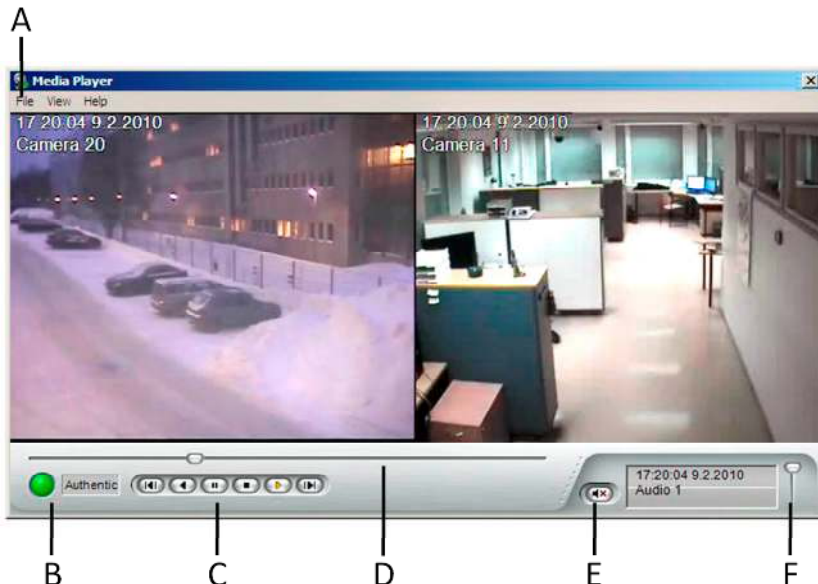 A
Media Player
File View Help
17 20 04 9.2.2010
Camera 20
17 20 04 9.2.2010
Camera 11
Authentic
17:20:04 9.2.2010
Audio 1
B C D E F